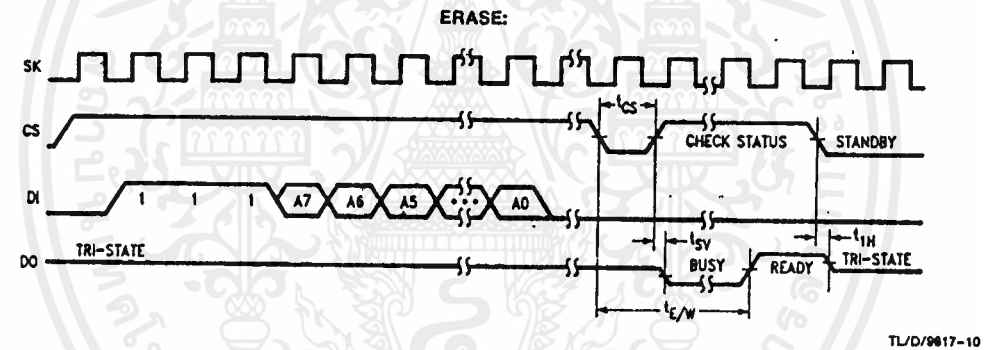 ERASE:
SK
tCS
CS
CHECK STATUS
STANDBY
DI
1 1 1 A7 A6 A5 ••• A0
tSV
t1H
DO
TRI-STATE
BUSY
READY
TRI-STATE
tE/W
TL/D/9617-10